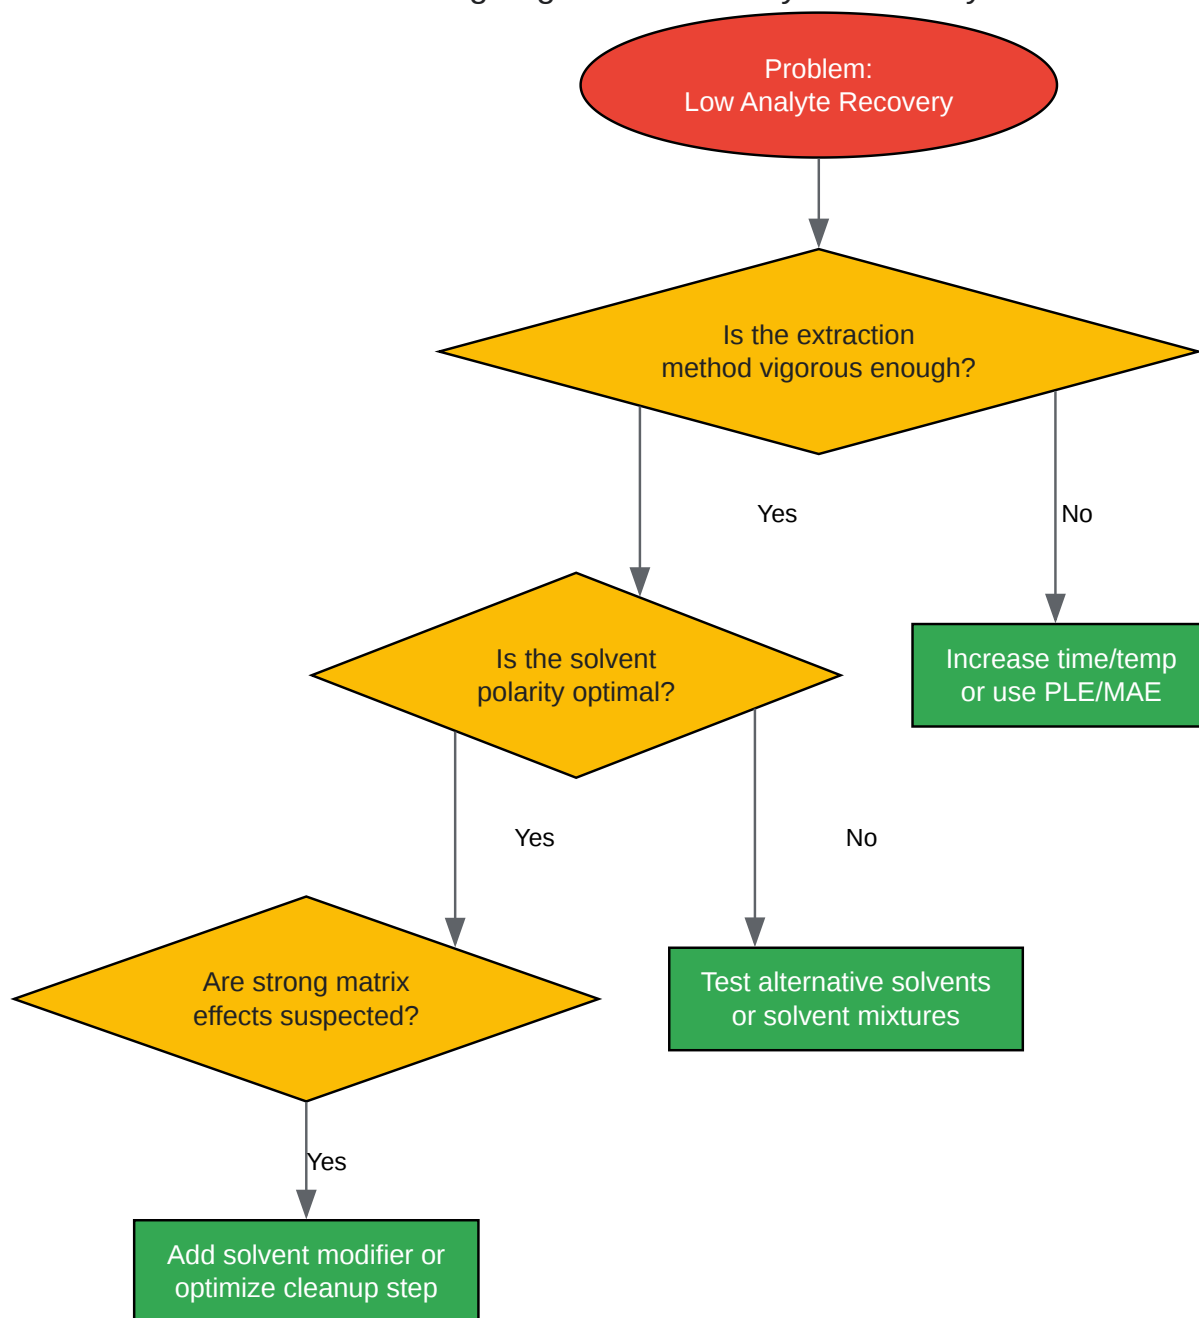 Problem:
Low Analyte Recovery
Is the extraction
method vigorous enough?
Yes
No
Is the solvent
polarity optimal?
Increase time/temp
or use PLE/MAE
Yes
No
Are strong matrix
effects suspected?
Test alternative solvents
or solvent mixtures
Yes
Add solvent modifier or
optimize cleanup step